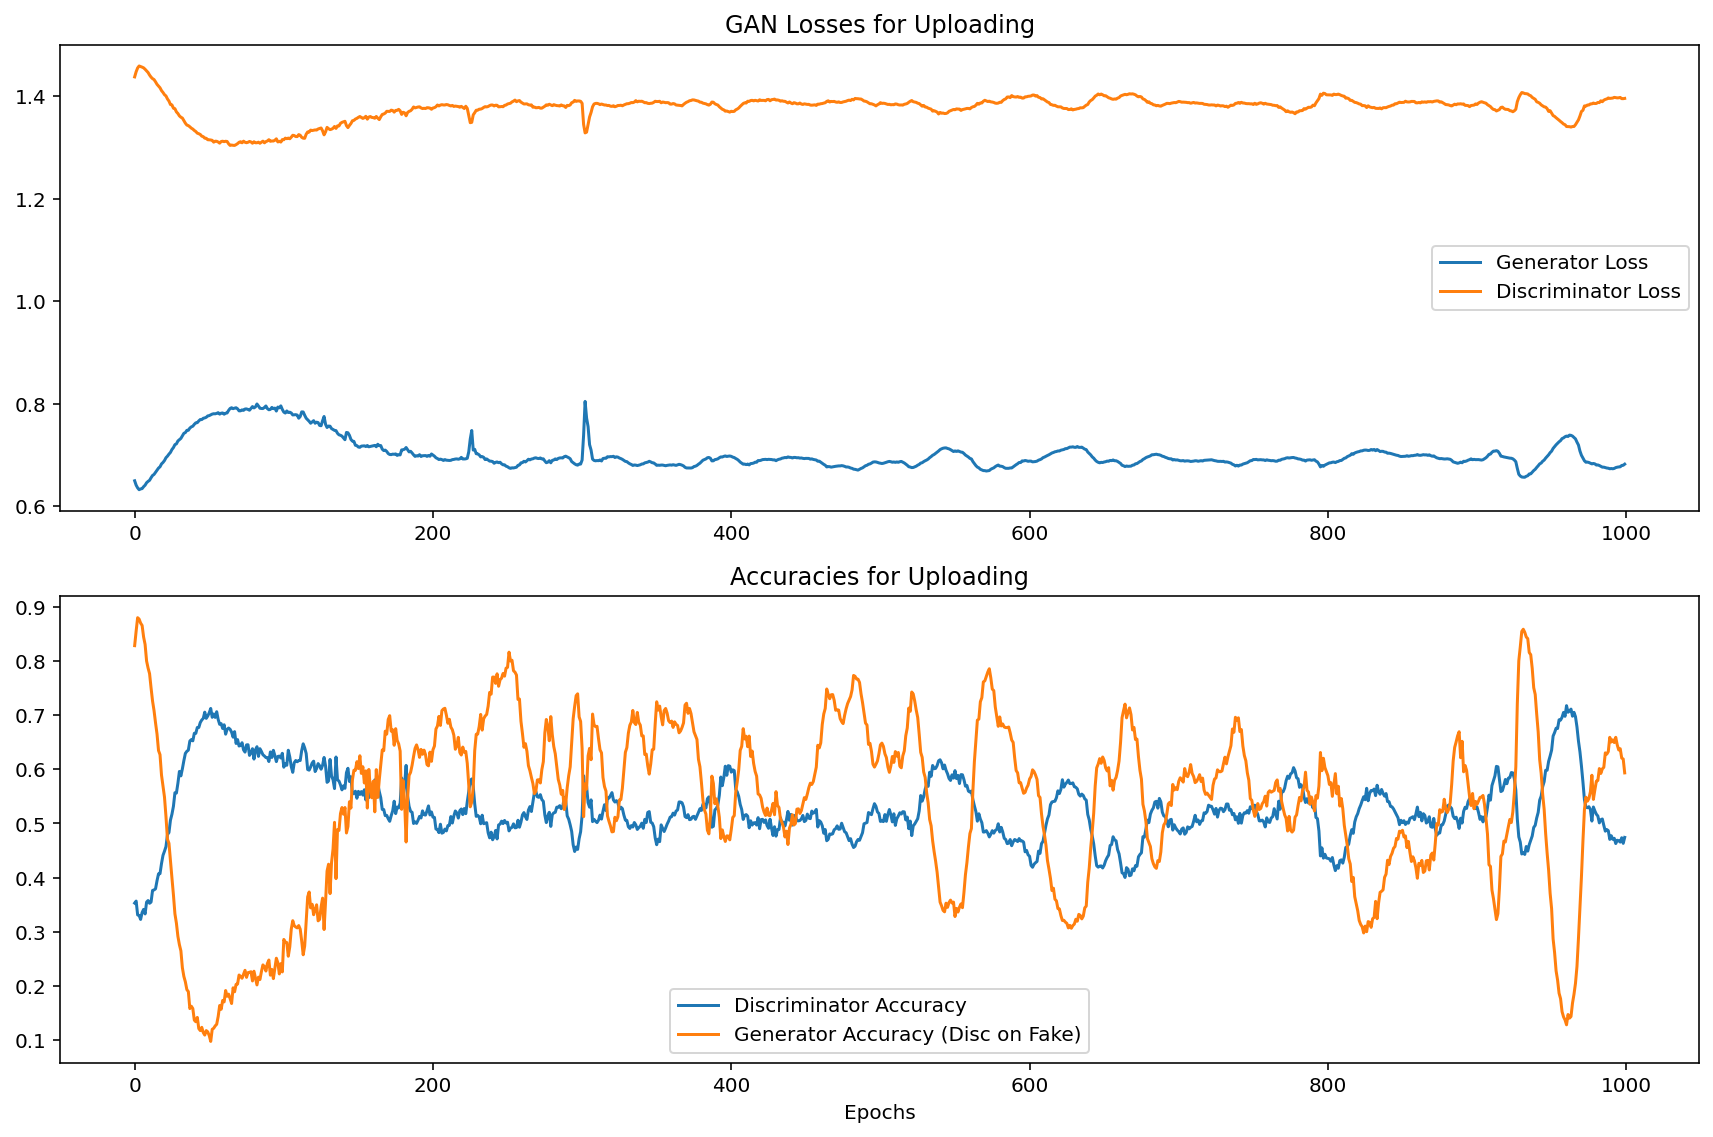 GAN Losses for Uploading
1.4
1.2
1.0
0.8
0.6
Generator Loss
Discriminator Loss
0 200 400 600 800 1000
Accuracies for Uploading
0.9
0.8
0.7
0.6
0.5
0.4
0.3
0.2
0.1
Discriminator Accuracy
Generator Accuracy (Disc on Fake)
0 200 400 600 800 1000
Epochs